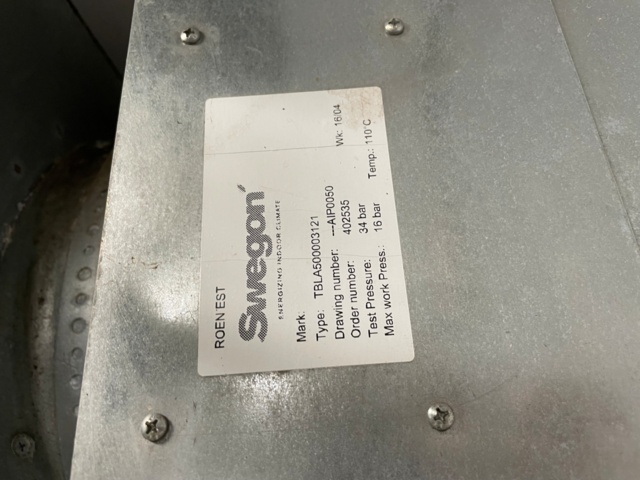 ROEN EST
Swegon
ENERGIZING INDOOR CLIMATE
Mark:
Type: TBLA500003121
Drawing number: ---AIP0050 Wk: 16/04
Order number: 402535
Test Pressure: 34 bar
Max work Press.: 16 bar Temp.: 110°C